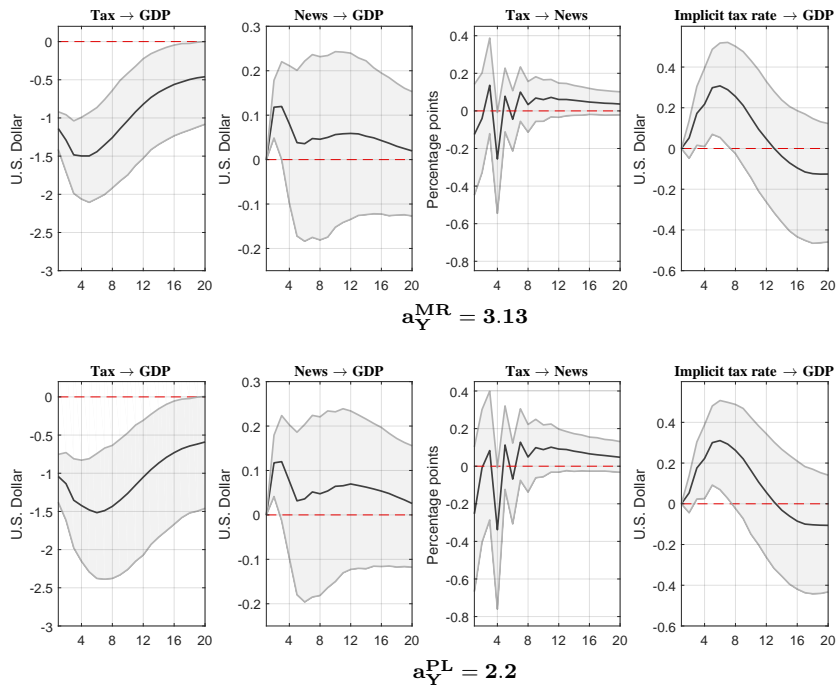 Tax → GDP
News → GDP
Tax → News
Implicit tax rate → GDP
U.S. Dollar
0
-0.5
-1
-1.5
-2
-2.5
-3
4 8 12 16 20
U.S. Dollar
0.3
0.2
0.1
0
-0.1
-0.2
4 8 12 16 20
Percentage points
0.4
0.2
0
-0.2
-0.4
-0.6
-0.8
4 8 12 16 20
U.S. Dollar
0.4
0.2
0
-0.2
-0.4
-0.6
4 8 12 16 20
a_Y^MR = 3.13
Tax → GDP
News → GDP
Tax → News
Implicit tax rate → GDP
U.S. Dollar
0
-0.5
-1
-1.5
-2
-2.5
-3
4 8 12 16 20
U.S. Dollar
0.3
0.2
0.1
0
-0.1
-0.2
4 8 12 16 20
Percentage points
0.4
0.2
0
-0.2
-0.4
-0.6
-0.8
4 8 12 16 20
U.S. Dollar
0.4
0.2
0
-0.2
-0.4
-0.6
4 8 12 16 20
a_Y^PL = 2.2